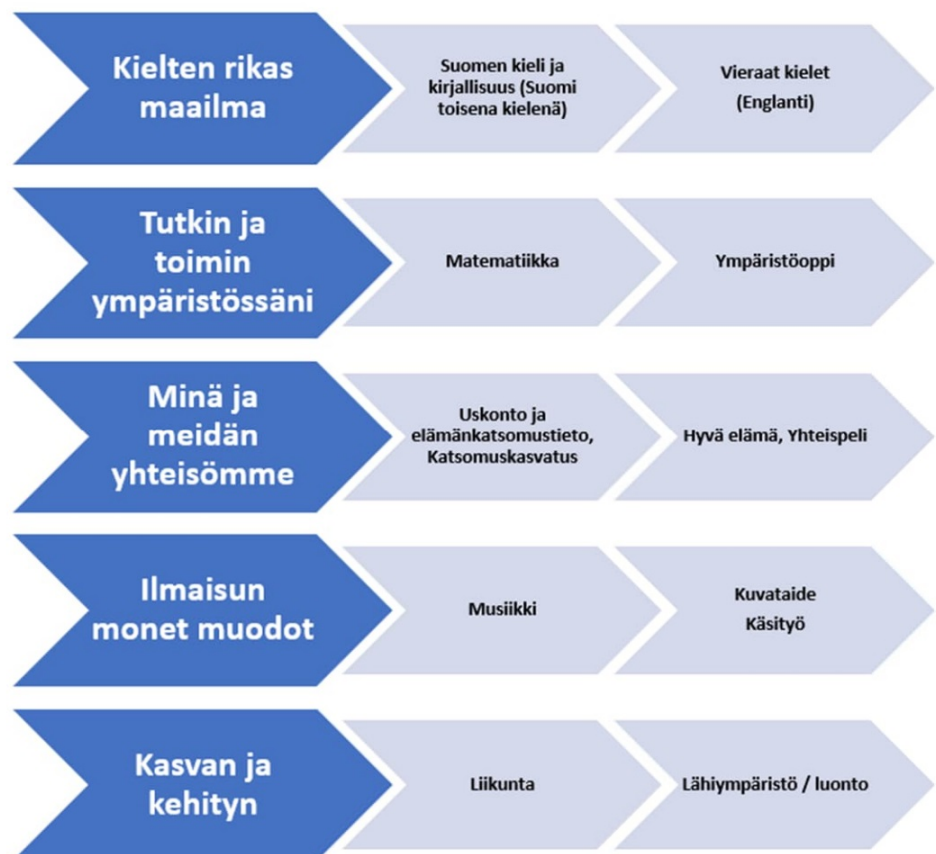 Kielten rikas
maailma
Suomen kieli ja
kirjallisuus (Suomi
toisena kielenä)
Vieraat kielet
(Englanti)
Tutkin ja
toimin
ympäristössäni
Matematiikka
Ympäristöoppi
Minä ja
meidän
yhteisömme
Uskonto ja
elämänkatsomustieto,
Katsomuskasvatus
Hyvä elämä, Yhteispeli
Ilmaisun
monet muodot
Musiikki
Kuvataide
Käsityö
Kasvan ja
kehityn
Liikunta
Lähiympäristö / luonto